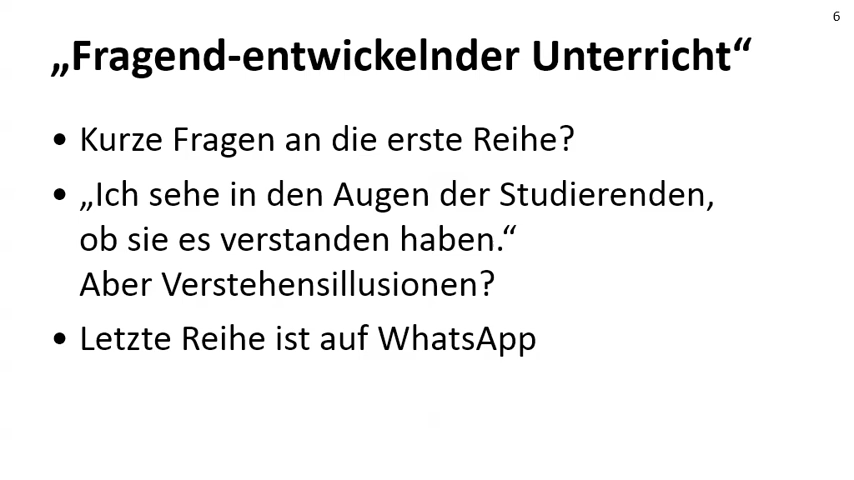 6
„Fragend-entwickelnder Unterricht“
• Kurze Fragen an die erste Reihe?
• „Ich sehe in den Augen der Studierenden,
ob sie es verstanden haben.“
Aber Verstehensillusionen?
• Letzte Reihe ist auf WhatsApp